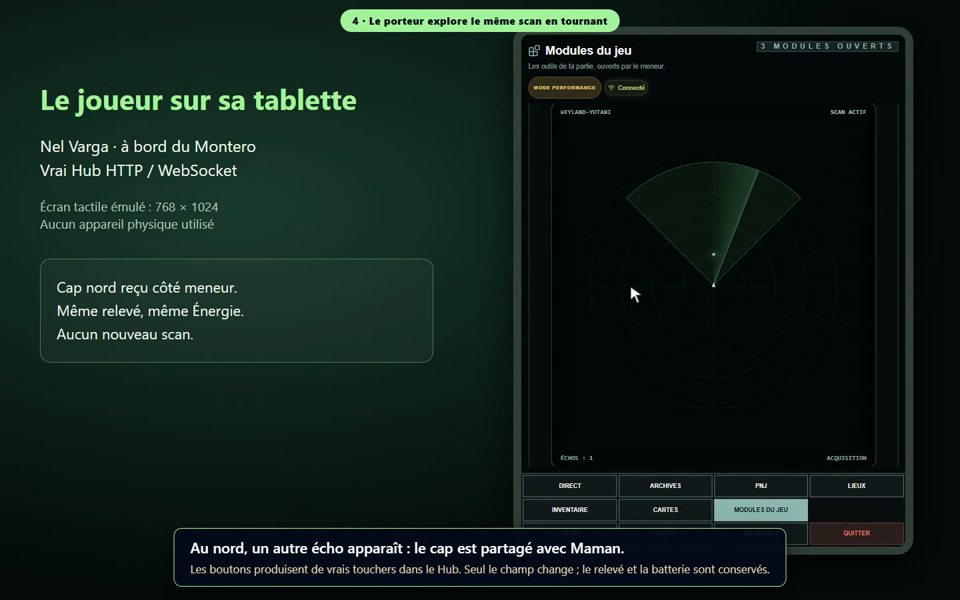 4 · Le porteur explore le même scan en tournant
Le joueur sur sa tablette
Nel Varga · à bord du Montero
Vrai Hub HTTP / WebSocket
Écran tactile émulé : 768 × 1024
Aucun appareil physique utilisé
Cap nord reçu côté meneur.
Même relevé, même Énergie.
Aucun nouveau scan.
Modules du jeu
3 MODULES OUVERTS
Les outils de ta partie, ouverts par le meneur.
MODE PERFORMANCE
Connecté
WEYLAND-YUTANI
SCAN ACTIF
ÉCHOS : 1
ACQUISITION
DIRECT
ARCHIVES
PNJ
LIEUX
INVENTAIRE
CARTES
MODULES DU JEU
QUITTER
Au nord, un autre écho apparaît : le cap est partagé avec Maman.
Les boutons produisent de vrais touchers dans le Hub. Seul le champ change ; le relevé et la batterie sont conservés.